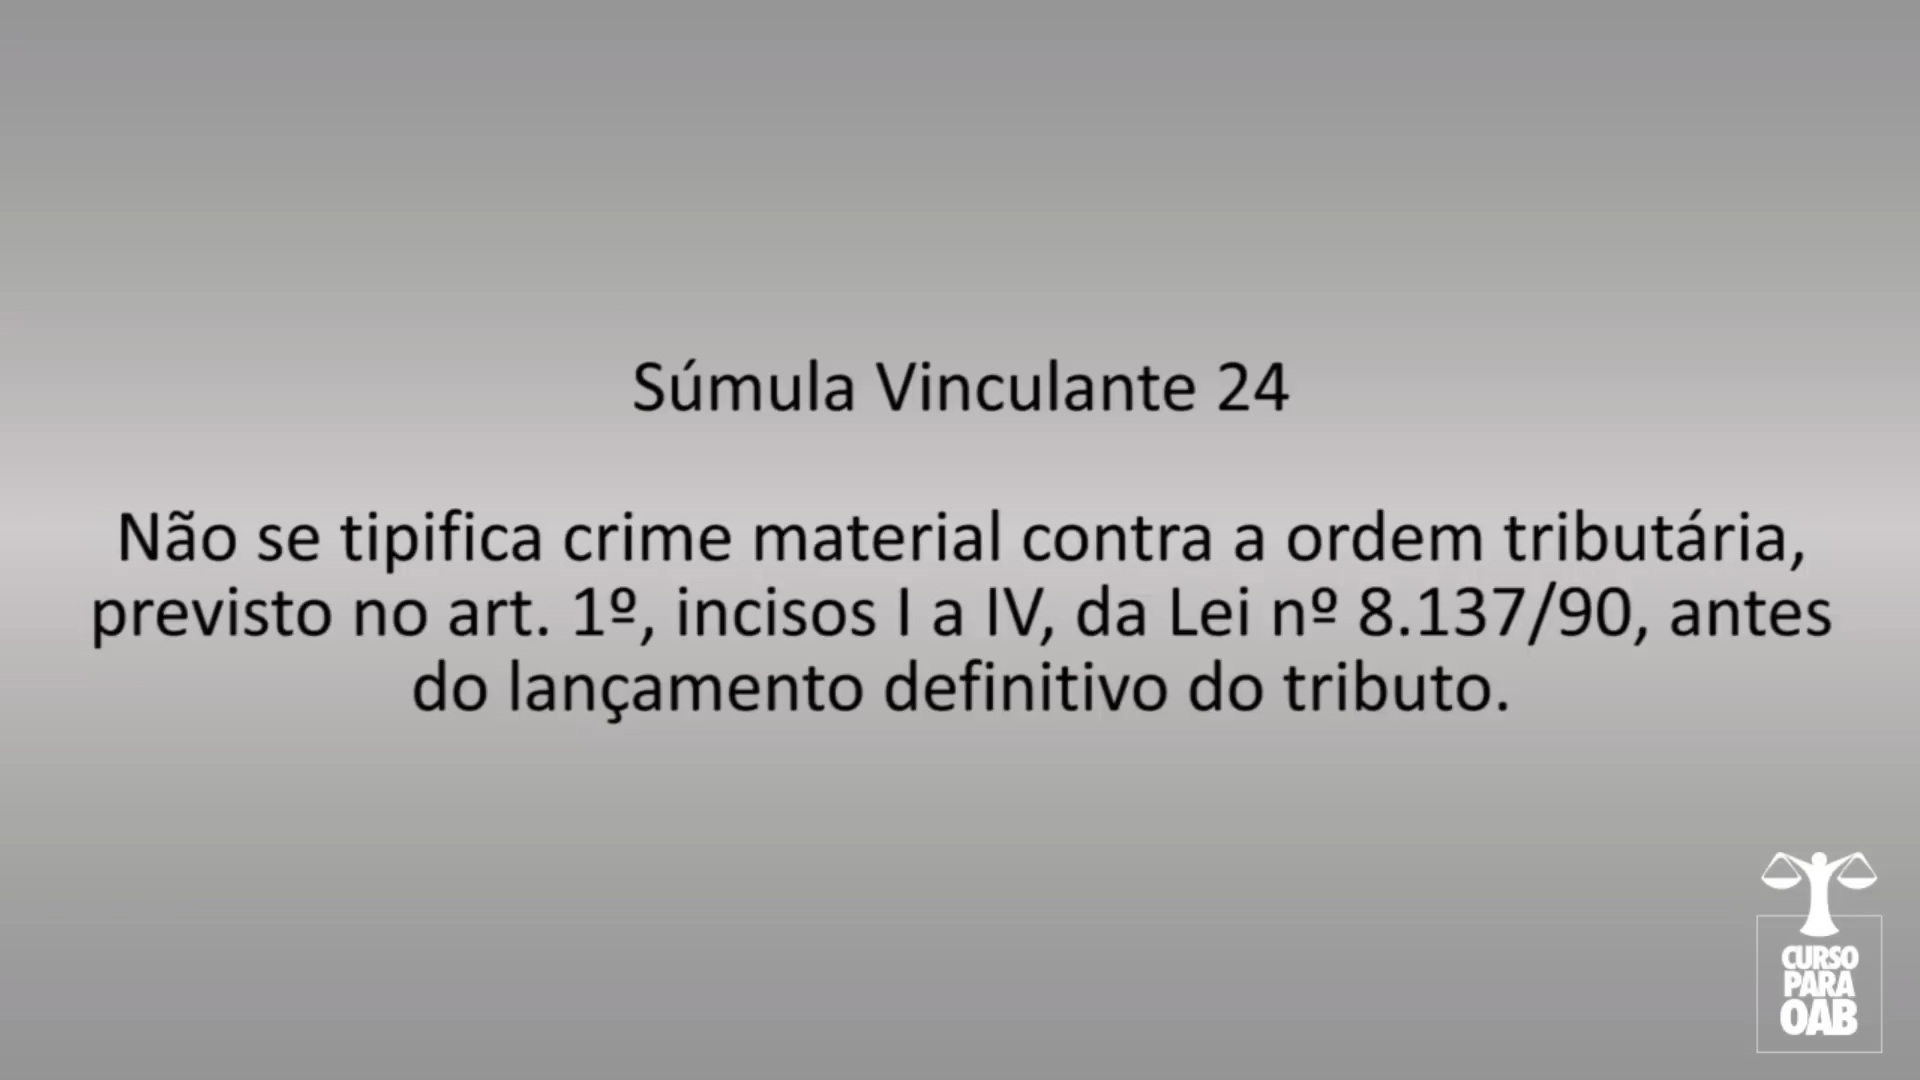 Súmula Vinculante 24
Não se tipifica crime material contra a ordem tributária,
previsto no art. 1º, incisos I a IV, da Lei nº 8.137/90, antes
do lançamento definitivo do tributo.
CURSO
PARA
OAB